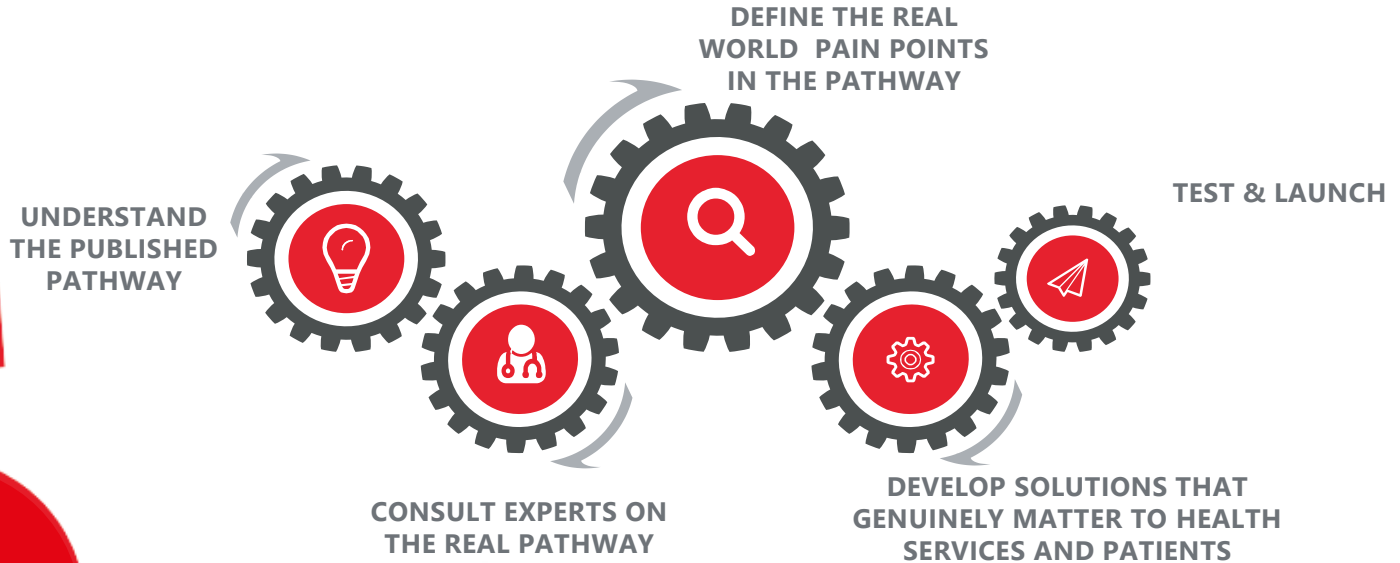 UNDERSTAND
THE PUBLISHED
PATHWAY
CONSULT EXPERTS ON
THE REAL PATHWAY
DEFINE THE REAL
WORLD PAIN POINTS
IN THE PATHWAY
DEVELOP SOLUTIONS THAT
GENUINELY MATTER TO HEALTH
SERVICES AND PATIENTS
TEST & LAUNCH